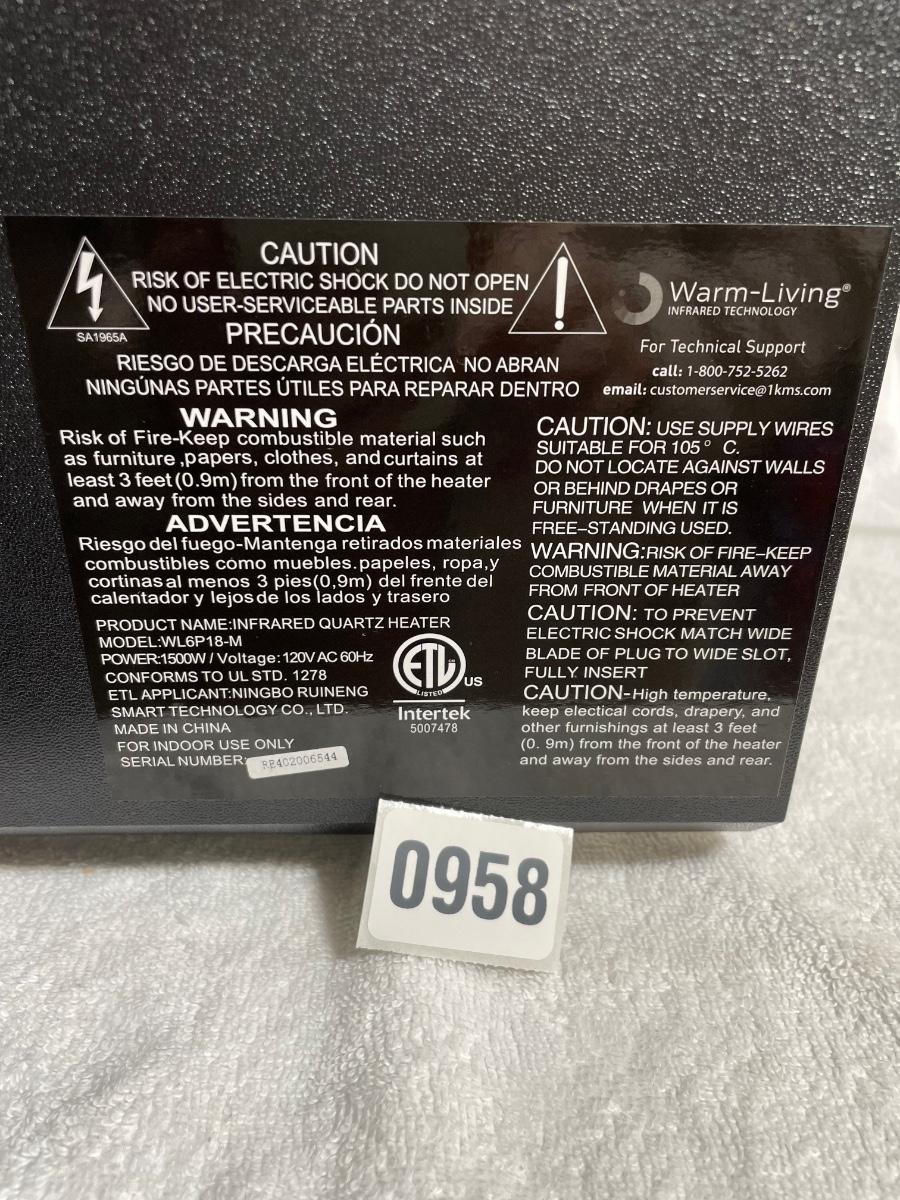 CAUTION
RISK OF ELECTRIC SHOCK DO NOT OPEN
NO USER-SERVICEABLE PARTS INSIDE
SA1965A
PRECAUCIÓN
RIESGO DE DESCARGA ELÉCTRICA NO ABRAN
NINGÚNAS PARTES ÚTILES PARA REPARAR DENTRO
WARNING
Risk of Fire-Keep combustible material such
as furniture ,papers, clothes, and curtains at
least 3 feet (0.9m) from the front of the heater
and away from the sides and rear.
ADVERTENCIA
Riesgo del fuego-Mantenga retirados materiales
combustibles como muebles.papeles, ropa,y
cortinas al menos 3 pies(0,9m) del frente del
calentador y lejos de los lados y trasero
PRODUCT NAME:INFRARED QUARTZ HEATER
MODEL:WL6P18-M
POWER:1500W / Voltage: 120V AC 60Hz
CONFORMS TO UL STD. 1278
ETL APPLICANT:NINGBO RUINENG
SMART TECHNOLOGY CO., LTD.
MADE IN CHINA
FOR INDOOR USE ONLY
SERIAL NUMBER: RE402006544
ETL
LISTED
US
Intertek
5007478
Warm-Living®
INFRARED TECHNOLOGY
For Technical Support
call: 1-800-752-5262
email: customerservice@1kms.com
CAUTION: USE SUPPLY WIRES
SUITABLE FOR 105° C.
DO NOT LOCATE AGAINST WALLS
OR BEHIND DRAPES OR
FURNITURE WHEN IT IS
FREE-STANDING USED.
WARNING:RISK OF FIRE-KEEP
COMBUSTIBLE MATERIAL AWAY
FROM FRONT OF HEATER
CAUTION: TO PREVENT
ELECTRIC SHOCK MATCH WIDE
BLADE OF PLUG TO WIDE SLOT,
FULLY INSERT
CAUTION-High temperature,
keep electical cords, drapery, and
other furnishings at least 3 feet
(0. 9m) from the front of the heater
and away from the sides and rear.
0958